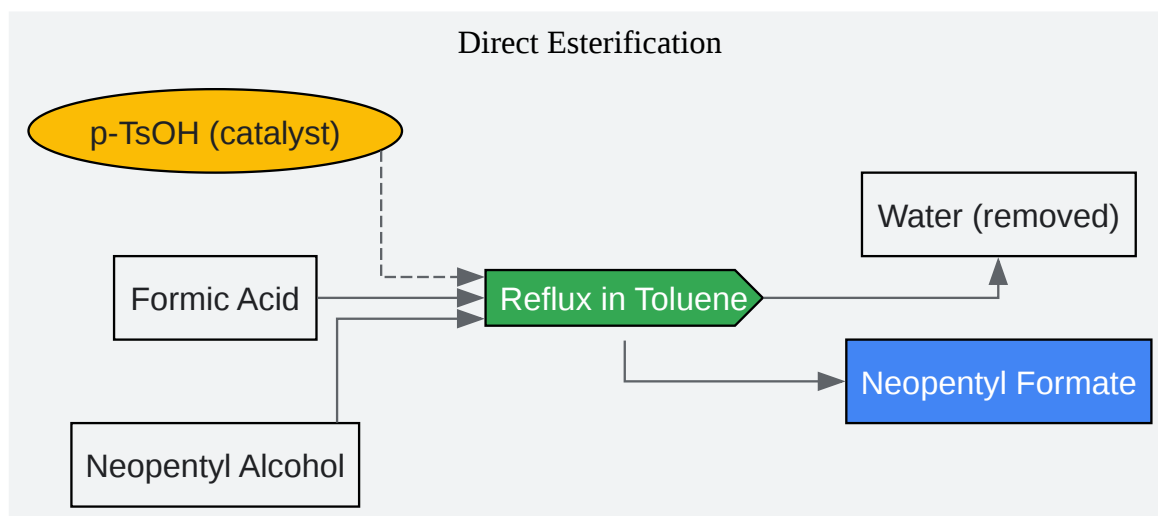 Direct Esterification
p-TsOH (catalyst)
Water (removed)
Formic Acid
Reflux in Toluene
Neopentyl Formate
Neopentyl Alcohol